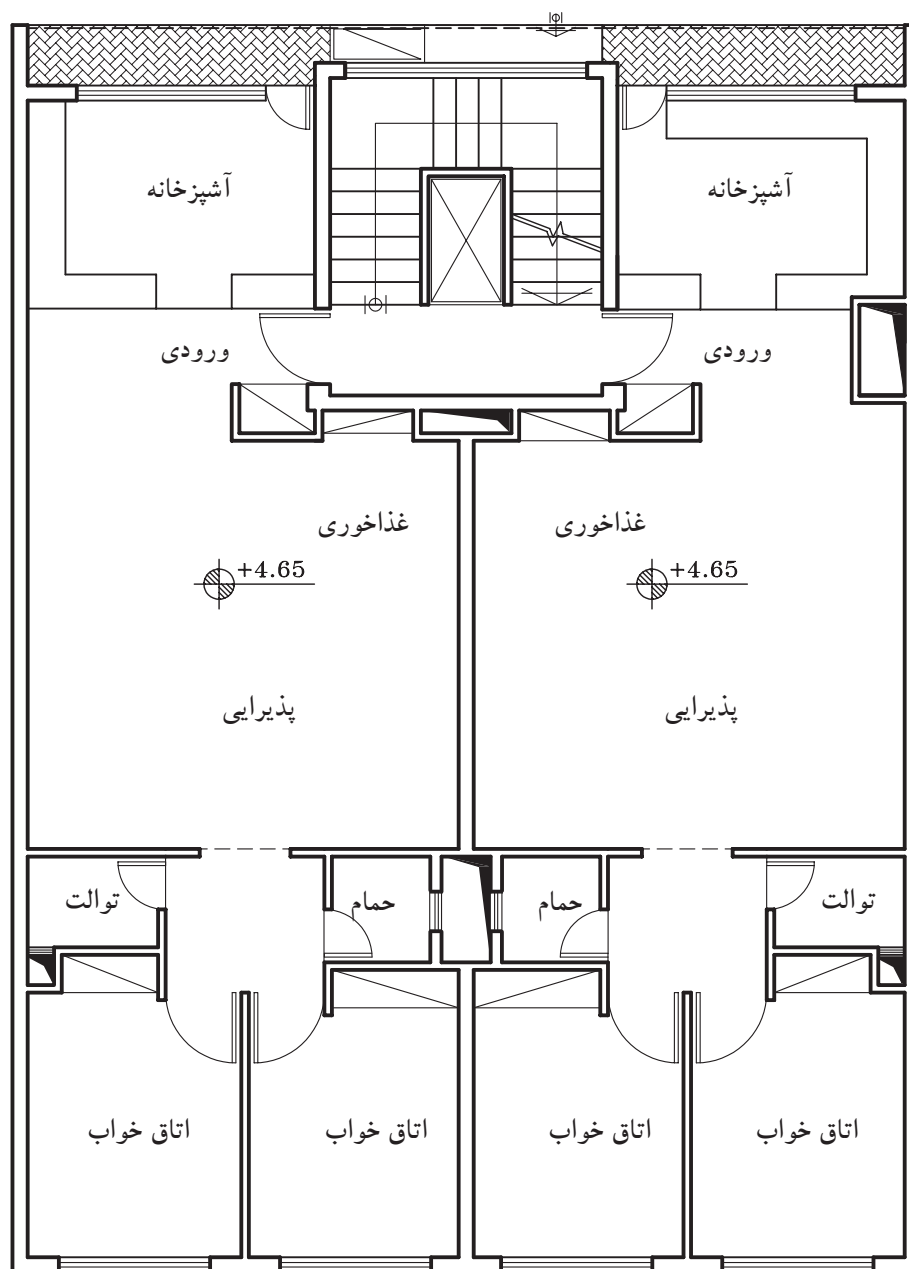 آشپزخانه
آشپزخانه
ورودی
ورودی
غذاخوری
غذاخوری
+4.65
+4.65
پذیرایی
پذیرایی
توالت
حمام
حمام
توالت
اتاق خواب
اتاق خواب
اتاق خواب
اتاق خواب